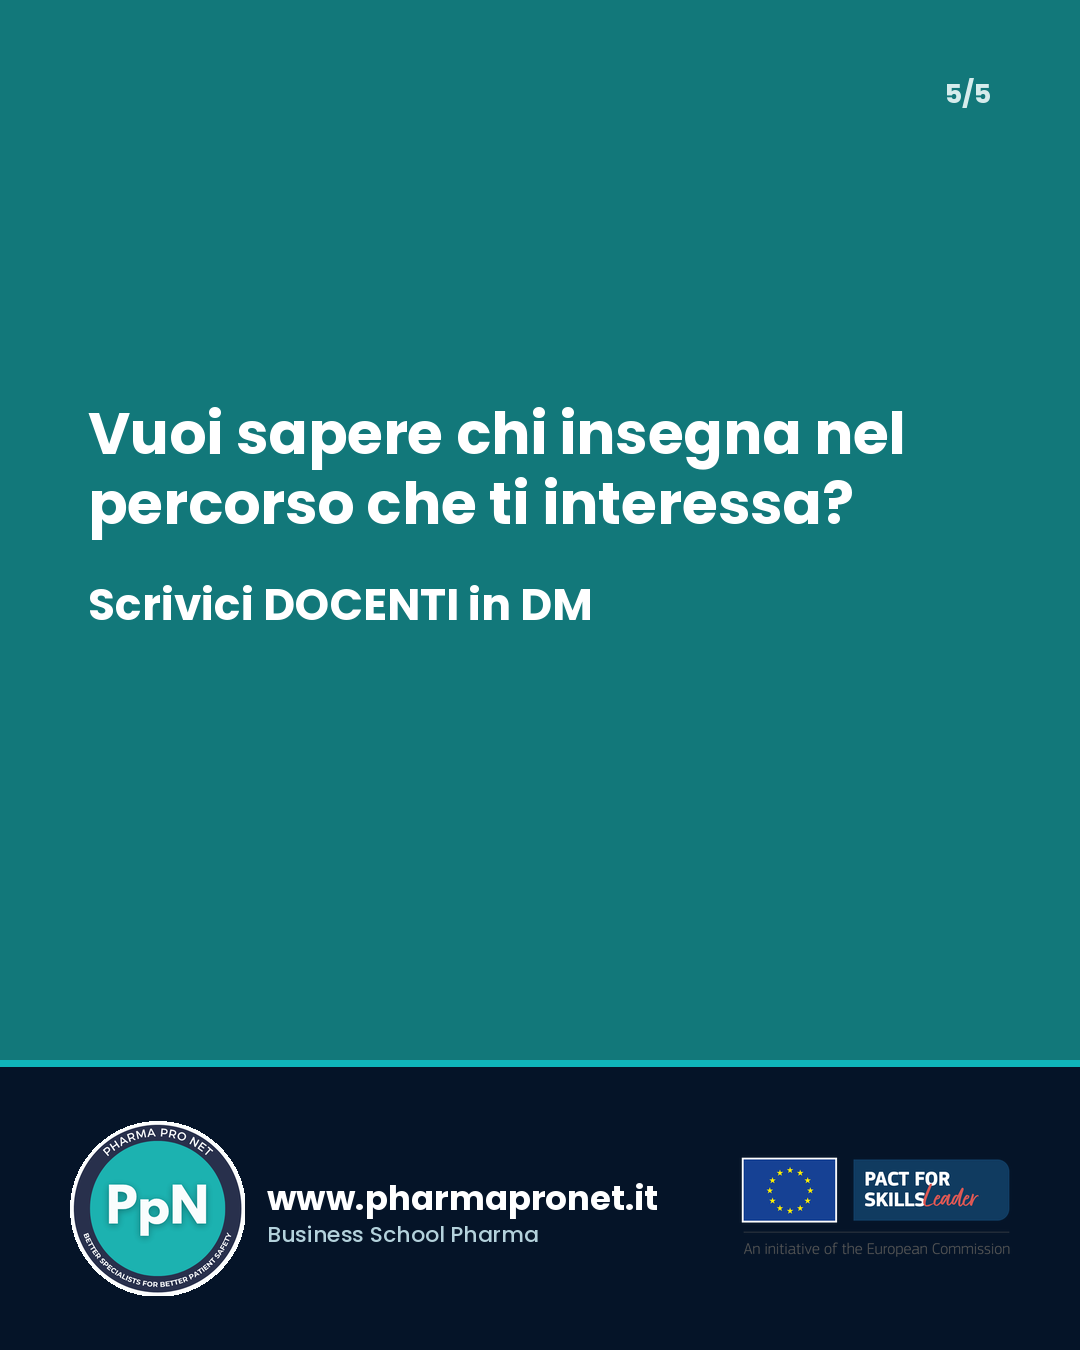 5/5
Vuoi sapere chi insegna nel
percorso che ti interessa?
Scrivici DOCENTI in DM
PHARMA PRO NET
PpN
BETTER SPECIALISTS FOR BETTER PATIENT SAFETY
www.pharmapronet.it
Business School Pharma
PACT FOR
SKILLS Leader
An initiative of the European Commission